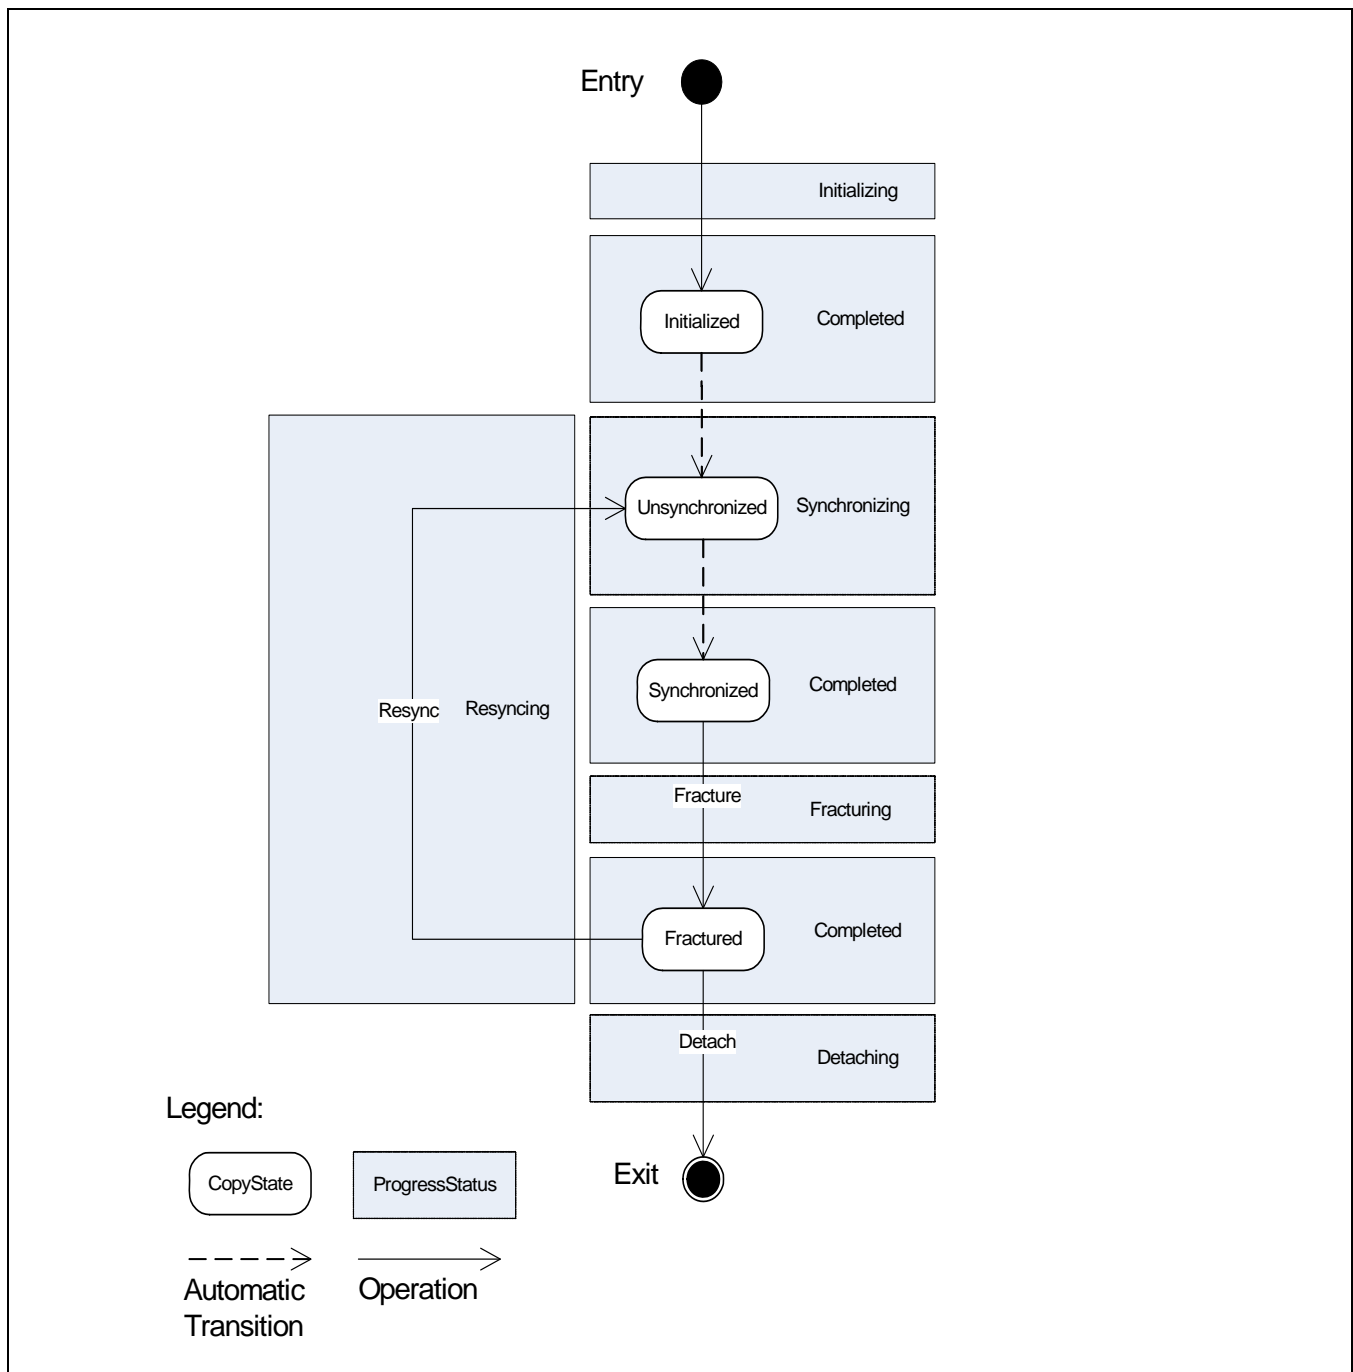 Entry
Initializing
Initialized
Completed
Unsynchronized
Synchronizing
Synchronized
Completed
Resync
Resyncing
Fracture
Fracturing
Fractured
Completed
Detach
Detaching
Exit
Legend:
CopyState
ProgressStatus
Automatic
Transition
Operation